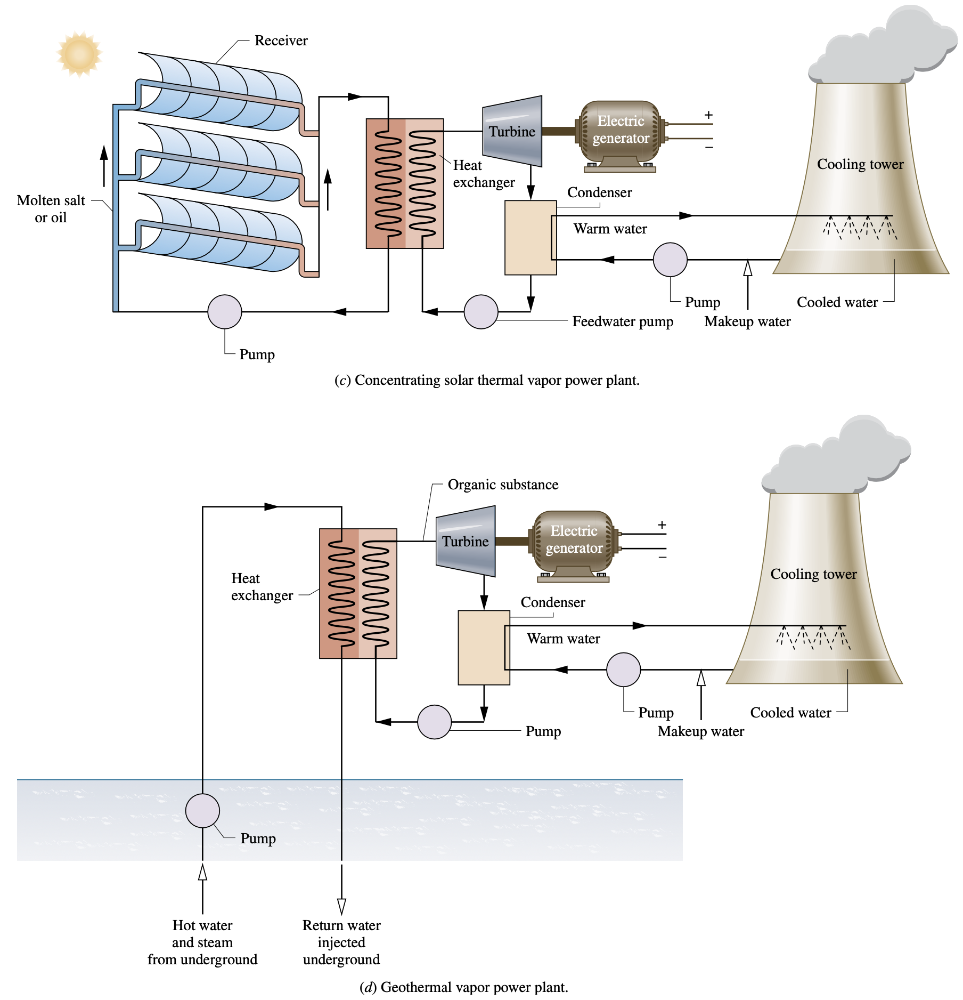 Receiver
Turbine
Electric
generator
+
−
Heat
exchanger
Cooling tower
Condenser
Molten salt
or oil
Warm water
Pump
Cooled water
Feedwater pump
Makeup water
Pump
(c) Concentrating solar thermal vapor power plant.
Organic substance
Turbine
Electric
generator
+
−
Heat
exchanger
Cooling tower
Condenser
Warm water
Pump
Cooled water
Pump
Makeup water
Pump
Hot water
and steam
from underground
Return water
injected
underground
(d) Geothermal vapor power plant.